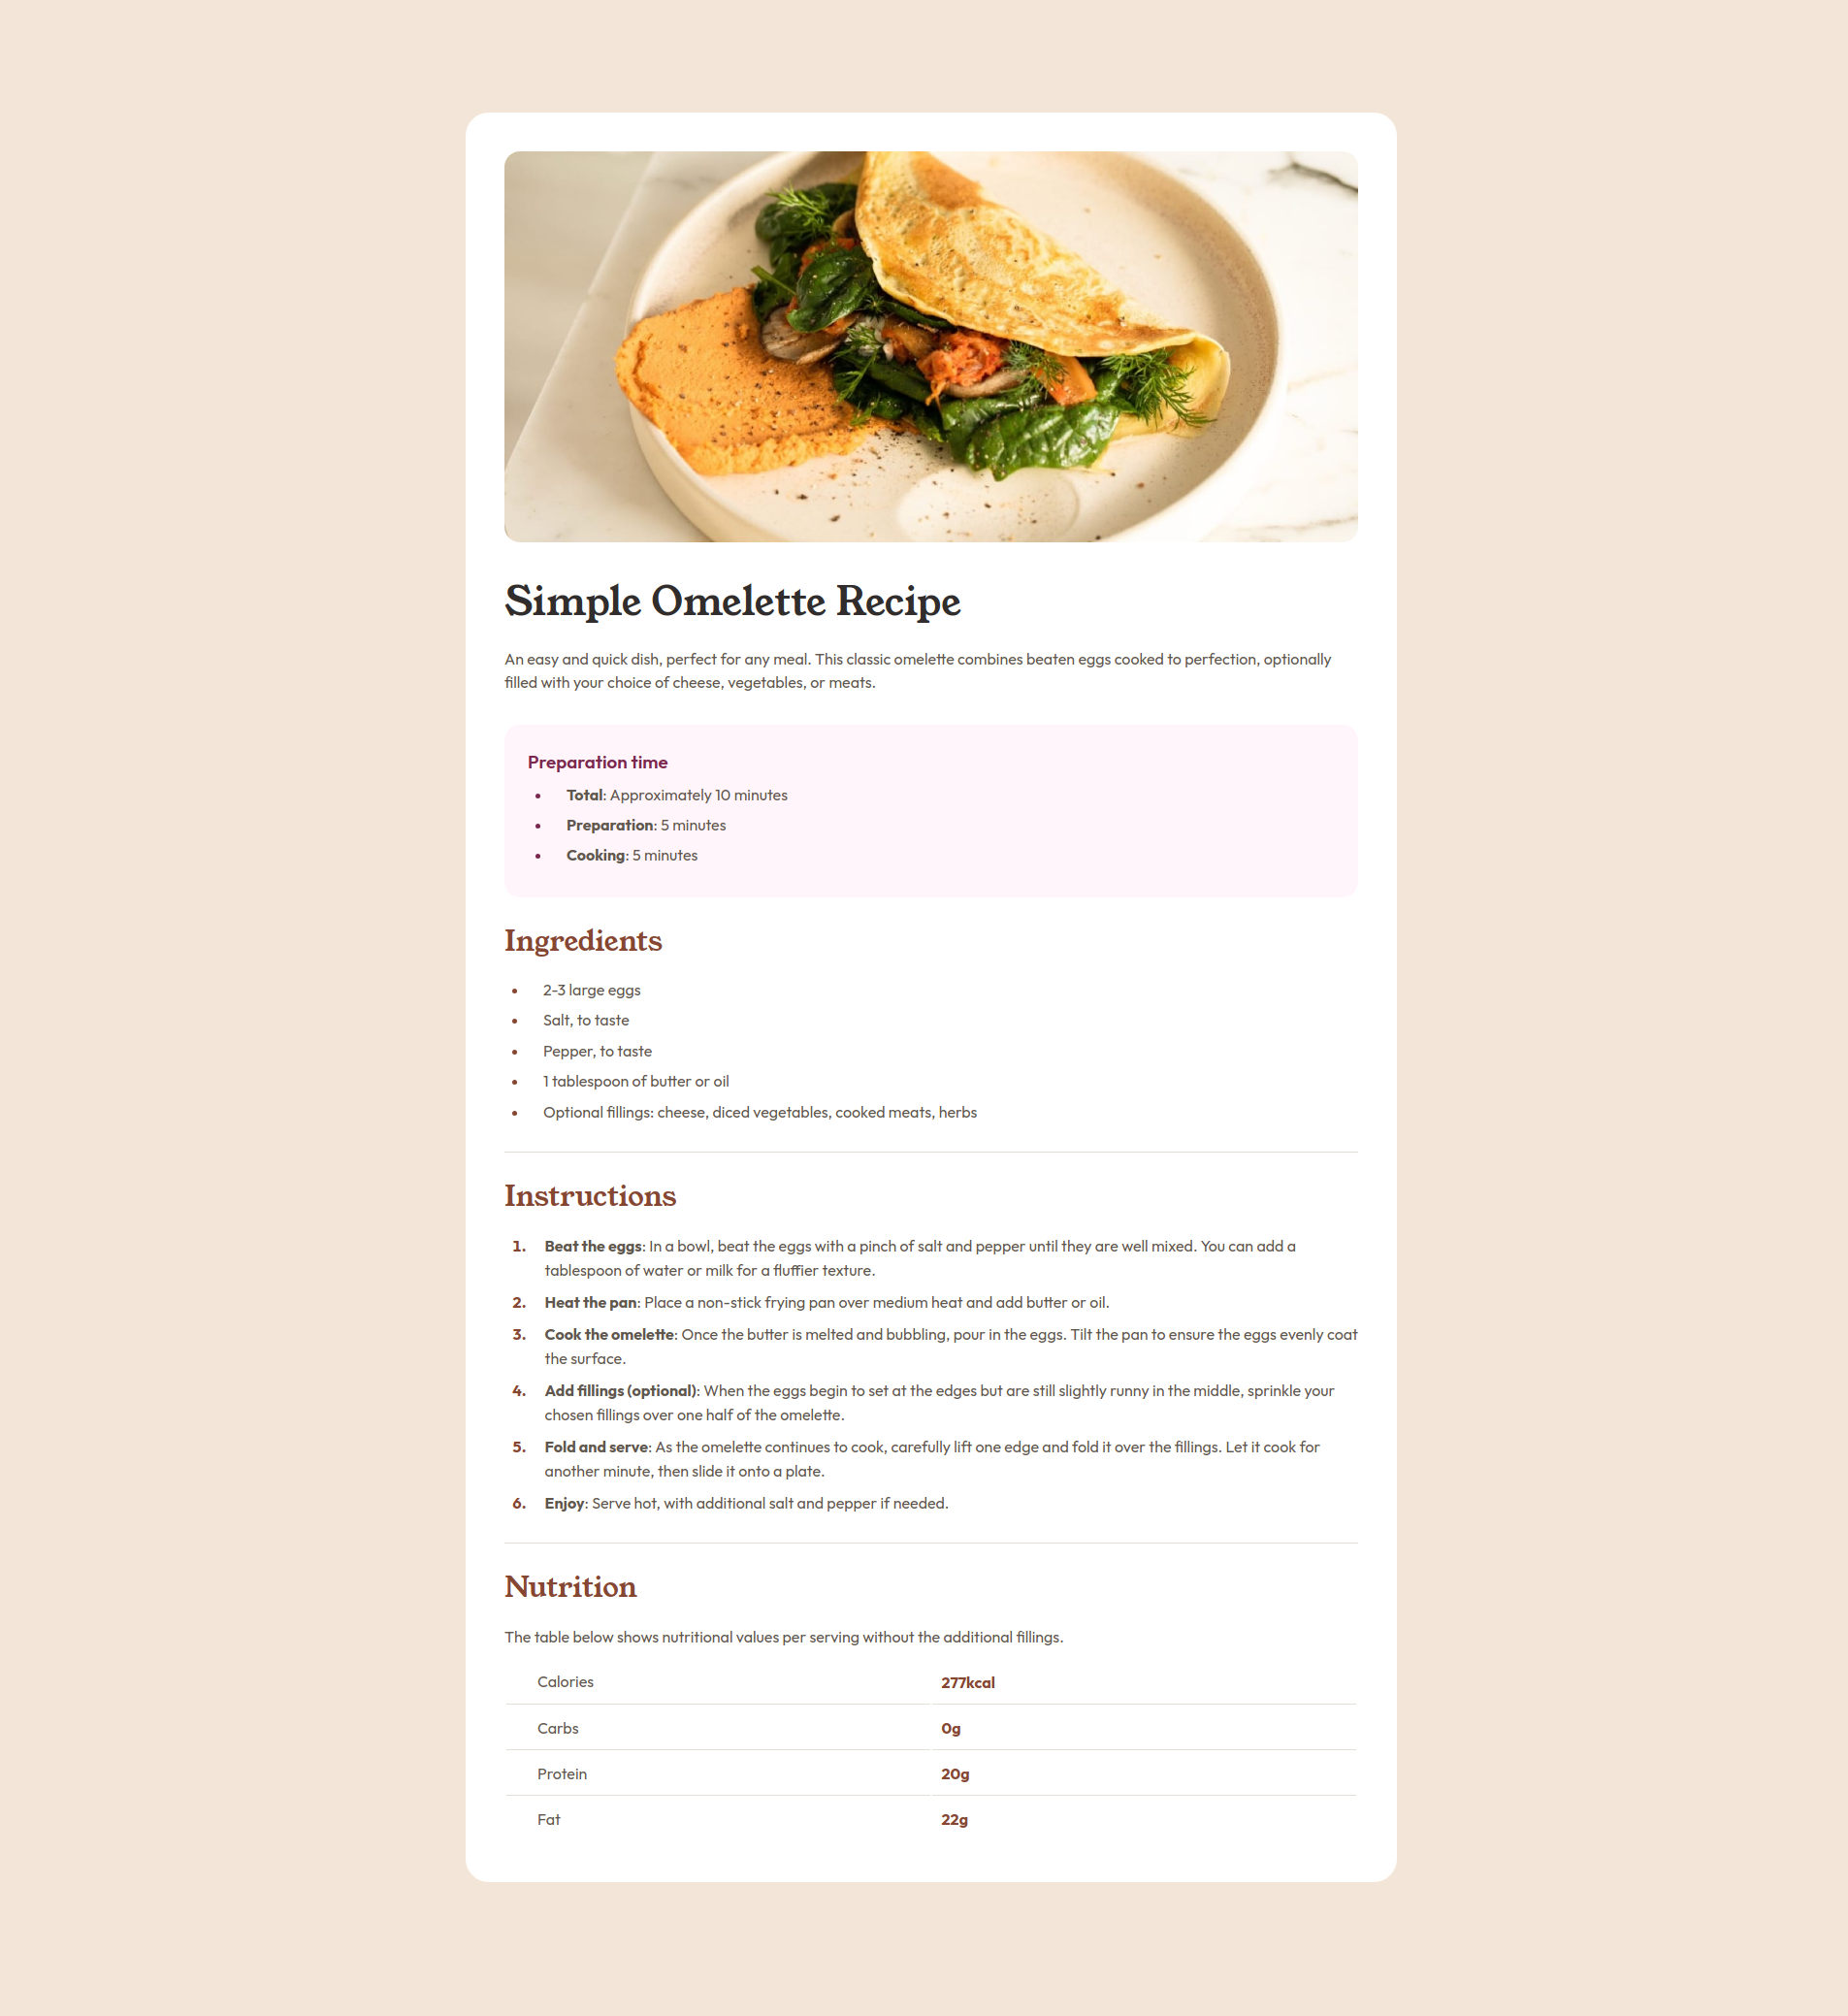 Simple Omelette Recipe
An easy and quick dish, perfect for any meal. This classic omelette combines beaten eggs cooked to perfection, optionally
filled with your choice of cheese, vegetables, or meats.
Preparation time
• Total: Approximately 10 minutes
• Preparation: 5 minutes
• Cooking: 5 minutes
Ingredients
• 2-3 large eggs
• Salt, to taste
• Pepper, to taste
• 1 tablespoon of butter or oil
• Optional fillings: cheese, diced vegetables, cooked meats, herbs
Instructions
1. Beat the eggs: In a bowl, beat the eggs with a pinch of salt and pepper until they are well mixed. You can add a
tablespoon of water or milk for a fluffier texture.
2. Heat the pan: Place a non-stick frying pan over medium heat and add butter or oil.
3. Cook the omelette: Once the butter is melted and bubbling, pour in the eggs. Tilt the pan to ensure the eggs evenly coat
the surface.
4. Add fillings (optional): When the eggs begin to set at the edges but are still slightly runny in the middle, sprinkle your
chosen fillings over one half of the omelette.
5. Fold and serve: As the omelette continues to cook, carefully lift one edge and fold it over the fillings. Let it cook for
another minute, then slide it onto a plate.
6. Enjoy: Serve hot, with additional salt and pepper if needed.
Nutrition
The table below shows nutritional values per serving without the additional fillings.
Calories 277kcal
Carbs 0g
Protein 20g
Fat 22g